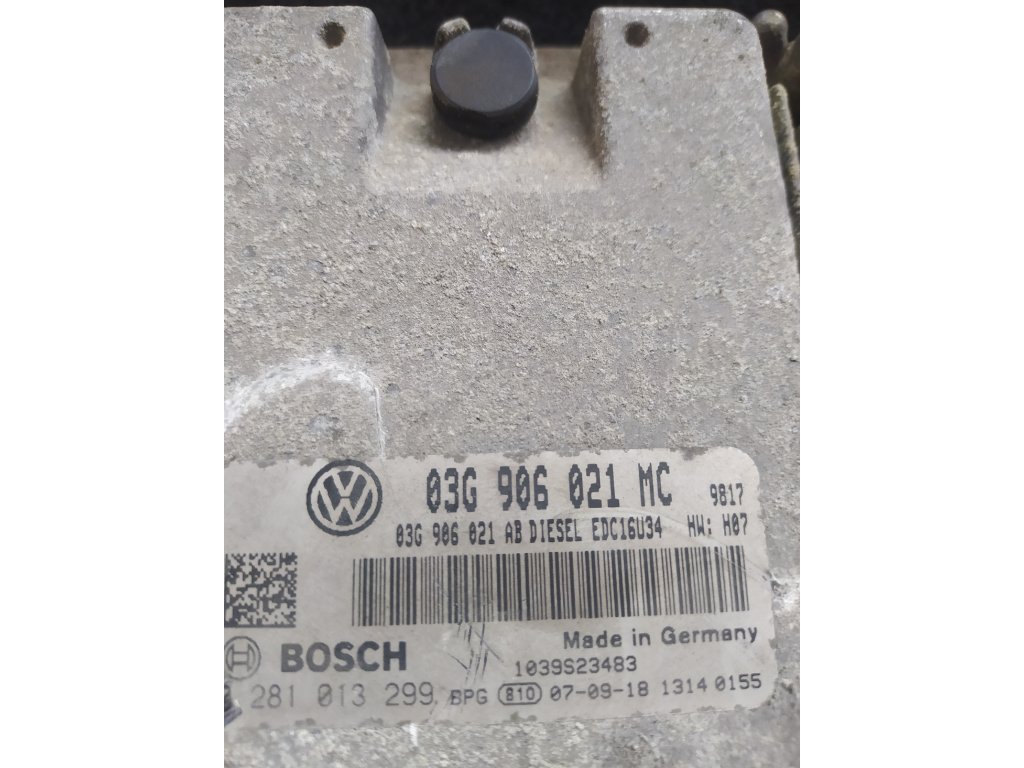 03G 906 021 MC 9817
03G 906 021 AB DIESEL EDC16U34 HW: H07
Made in Germany
BOSCH
1039S23483
281 013 299 BPG 810 07-09-18 1314 0155